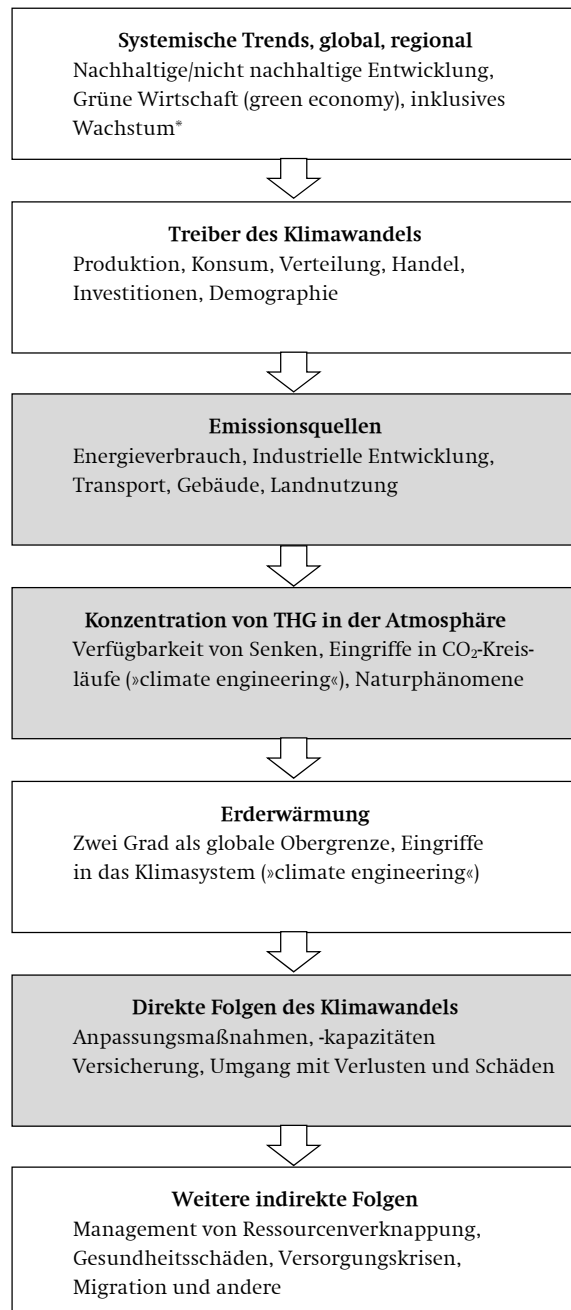 Systemische Trends, global, regional
Nachhaltige/nicht nachhaltige Entwicklung,
Grüne Wirtschaft (green economy), inklusives
Wachstum*
Treiber des Klimawandels
Produktion, Konsum, Verteilung, Handel,
Investitionen, Demographie
Emissionsquellen
Energieverbrauch, Industrielle Entwicklung,
Transport, Gebäude, Landnutzung
Konzentration von THG in der Atmosphäre
Verfügbarkeit von Senken, Eingriffe in CO₂-Kreis-
läufe (»climate engineering«), Naturphänomene
Erderwärmung
Zwei Grad als globale Obergrenze, Eingriffe
in das Klimasystem (»climate engineering«)
Direkte Folgen des Klimawandels
Anpassungsmaßnahmen, -kapazitäten
Versicherung, Umgang mit Verlusten und Schäden
Weitere indirekte Folgen
Management von Ressourcenverknappung,
Gesundheitsschäden, Versorgungskrisen,
Migration und andere